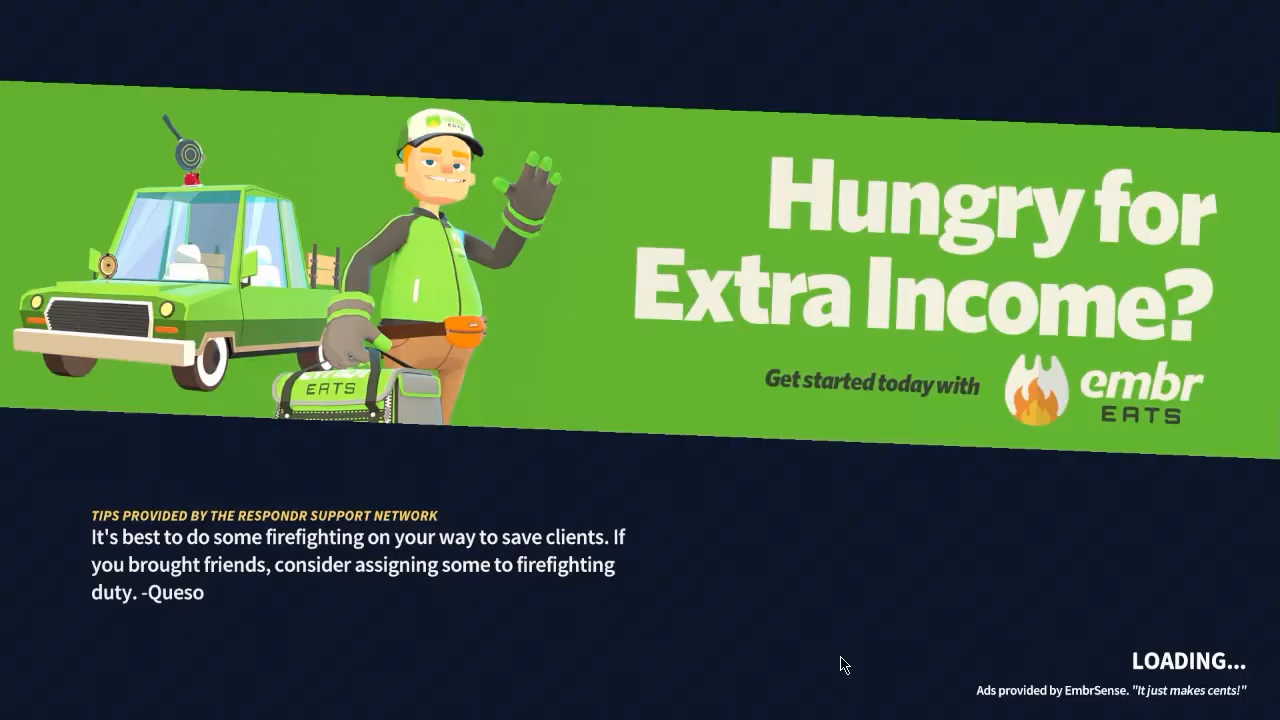 Hungry for
Extra Income?
Get started today with
embr
EATS
EATS
EATS
TIPS PROVIDED BY THE RESPONDR SUPPORT NETWORK
It's best to do some firefighting on your way to save clients. If
you brought friends, consider assigning some to firefighting
duty. -Queso
LOADING...
Ads provided by EmbrSense. "It just makes cents!"